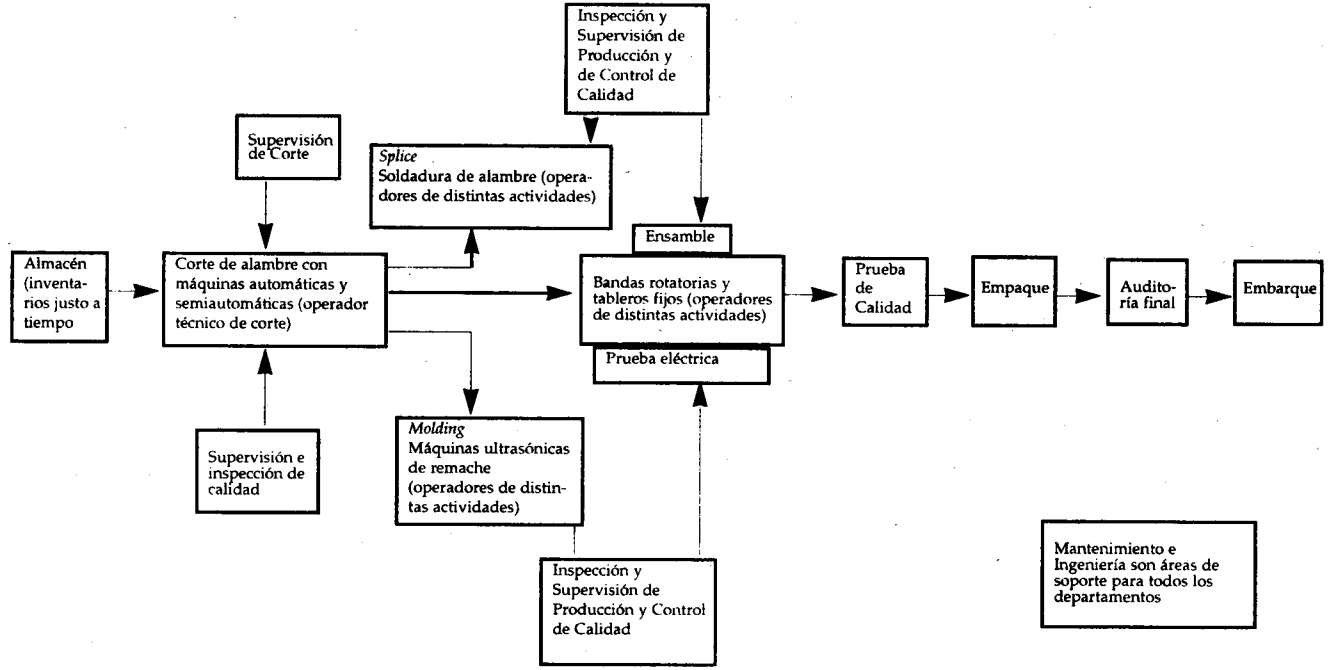 Inspección y
Supervisión de
Producción y
de Control de
Calidad
Supervisión
de Corte
Splice
Soldadura de alambre (opera-
dores de distintas actividades)
Ensamble
Almacén
(inventa-
rios justo a
tiempo
Corte de alambre con
máquinas automáticas y
semiautomáticas (operador
técnico de corte)
Bandas rotatorias y
tableros fijos (operadores
de distintas actividades)
Prueba
de
Calidad
Empaque
Audito-
ría final
Embarque
Prueba eléctrica
Molding
Máquinas ultrasónicas
de remache
(operadores de distin-
tas actividades)
Supervisión e
inspección de
calidad
Inspección y
Supervisión de
Producción y Control
de Calidad
Mantenimiento e
Ingeniería son áreas de
soporte para todos los
departamentos